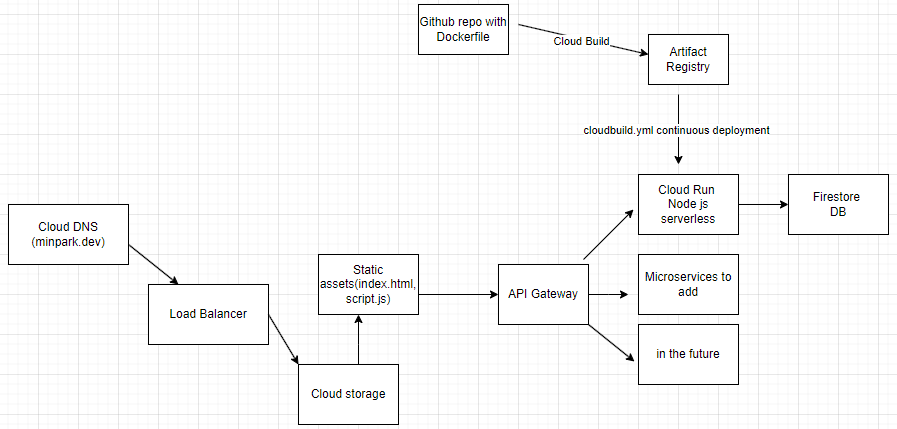 Github repo with
Dockerfile
Cloud Build
Artifact
Registry
cloudbuild.yml continuous deployment
Cloud Run
Node js
serverless
Firestore
DB
Cloud DNS
(minpark.dev)
Static
assets(index.html,
script.js)
API Gateway
Microservices to
add
Load Balancer
in the future
Cloud storage